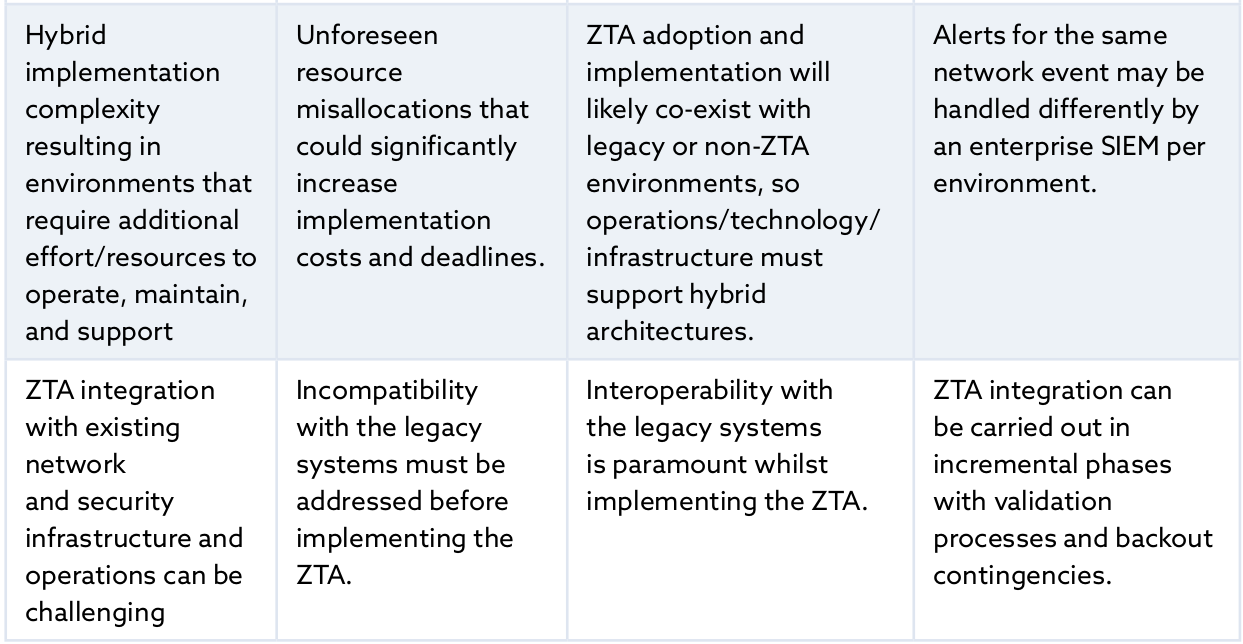 Hybrid
implementation
complexity
resulting in
environments that
require additional
effort/resources to
operate, maintain,
and support
Unforeseen
resource
misallocations that
could significantly
increase
implementation
costs and deadlines.
ZTA adoption and
implementation will
likely co-exist with
legacy or non-ZTA
environments, so
operations/technology/
infrastructure must
support hybrid
architectures.
Alerts for the same
network event may be
handled differently by
an enterprise SIEM per
environment.
ZTA integration
with existing
network
and security
infrastructure and
operations can be
challenging
Incompatibility
with the legacy
systems must be
addressed before
implementing the
ZTA.
Interoperability with
the legacy systems
is paramount whilst
implementing the ZTA.
ZTA integration can
be carried out in
incremental phases
with validation
processes and backout
contingencies.